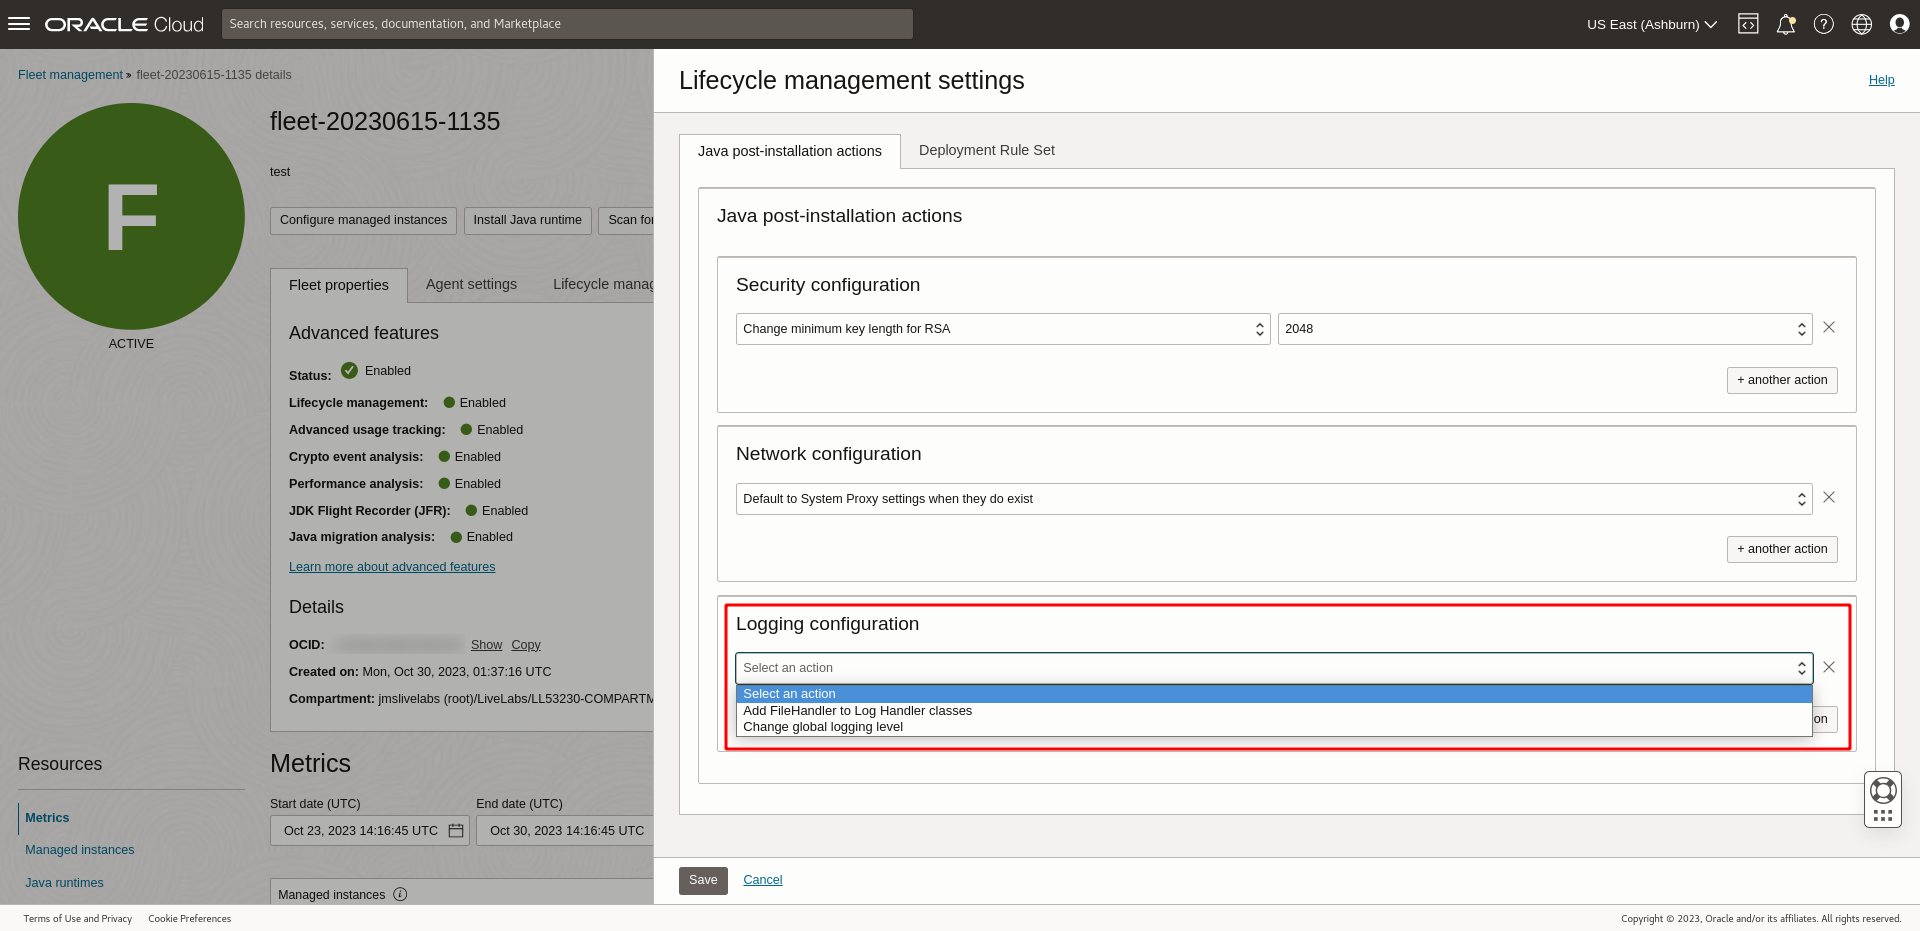 ORACLE Cloud
Search resources, services, documentation, and Marketplace
US East (Ashburn)
Fleet management » fleet-20230615-1135 details
F
ACTIVE
fleet-20230615-1135
test
Configure managed instances
Install Java runtime
Scan for
Fleet properties
Agent settings
Lifecycle manag
Advanced features
Status: Enabled
Lifecycle management: Enabled
Advanced usage tracking: Enabled
Crypto event analysis: Enabled
Performance analysis: Enabled
JDK Flight Recorder (JFR): Enabled
Java migration analysis: Enabled
Learn more about advanced features
Details
OCID: Show Copy
Created on: Mon, Oct 30, 2023, 01:37:16 UTC
Compartment: jmslivelabs (root)/LiveLabs/LL53230-COMPARTM
Resources
Metrics
Managed instances
Java runtimes
Metrics
Start date (UTC)
End date (UTC)
Oct 23, 2023 14:16:45 UTC
Oct 30, 2023 14:16:45 UTC
Managed instances
Lifecycle management settings
Help
Java post-installation actions
Deployment Rule Set
Java post-installation actions
Security configuration
Change minimum key length for RSA
2048
+ another action
Network configuration
Default to System Proxy settings when they do exist
+ another action
Logging configuration
Select an action
Select an action
Add FileHandler to Log Handler classes
Change global logging level
on
Save
Cancel
Terms of Use and Privacy
Cookie Preferences
Copyright © 2023, Oracle and/or its affiliates. All rights reserved.